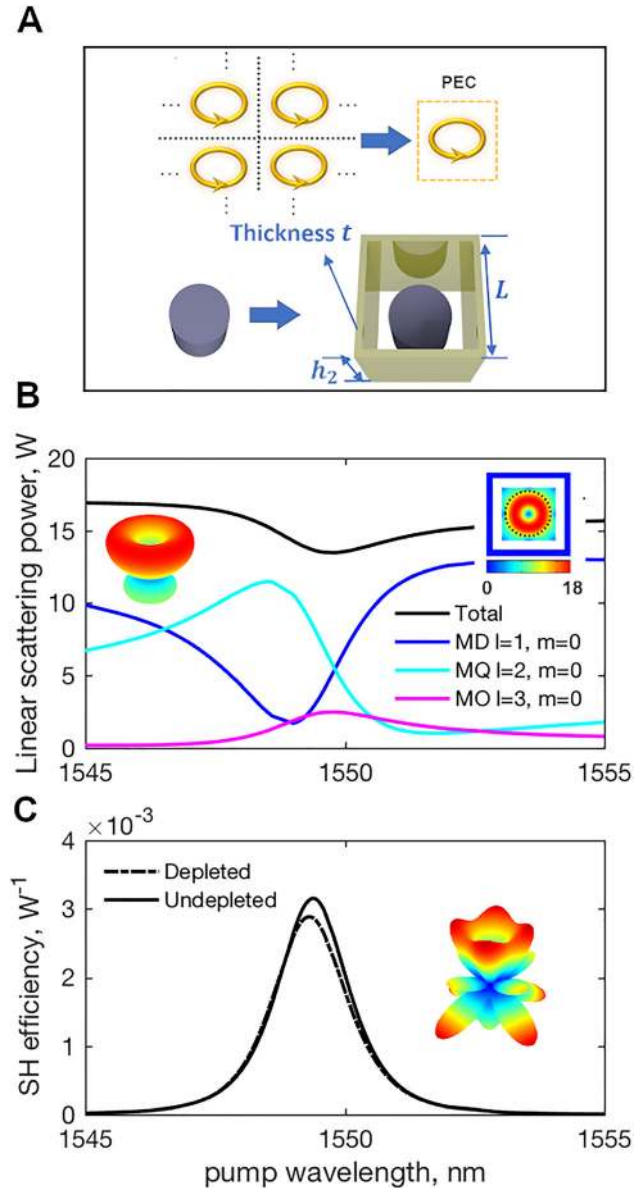 A
PEC
Thickness t
L
h2
B
Linear scattering power, W
20
15
10
5
0
0 18
Total
MD l=1, m=0
MQ l=2, m=0
MO l=3, m=0
1545 1550 1555
C
×10-3
SH efficiency, W-1
4
3
2
1
0
Depleted
Undepleted
1545 1550 1555
pump wavelength, nm